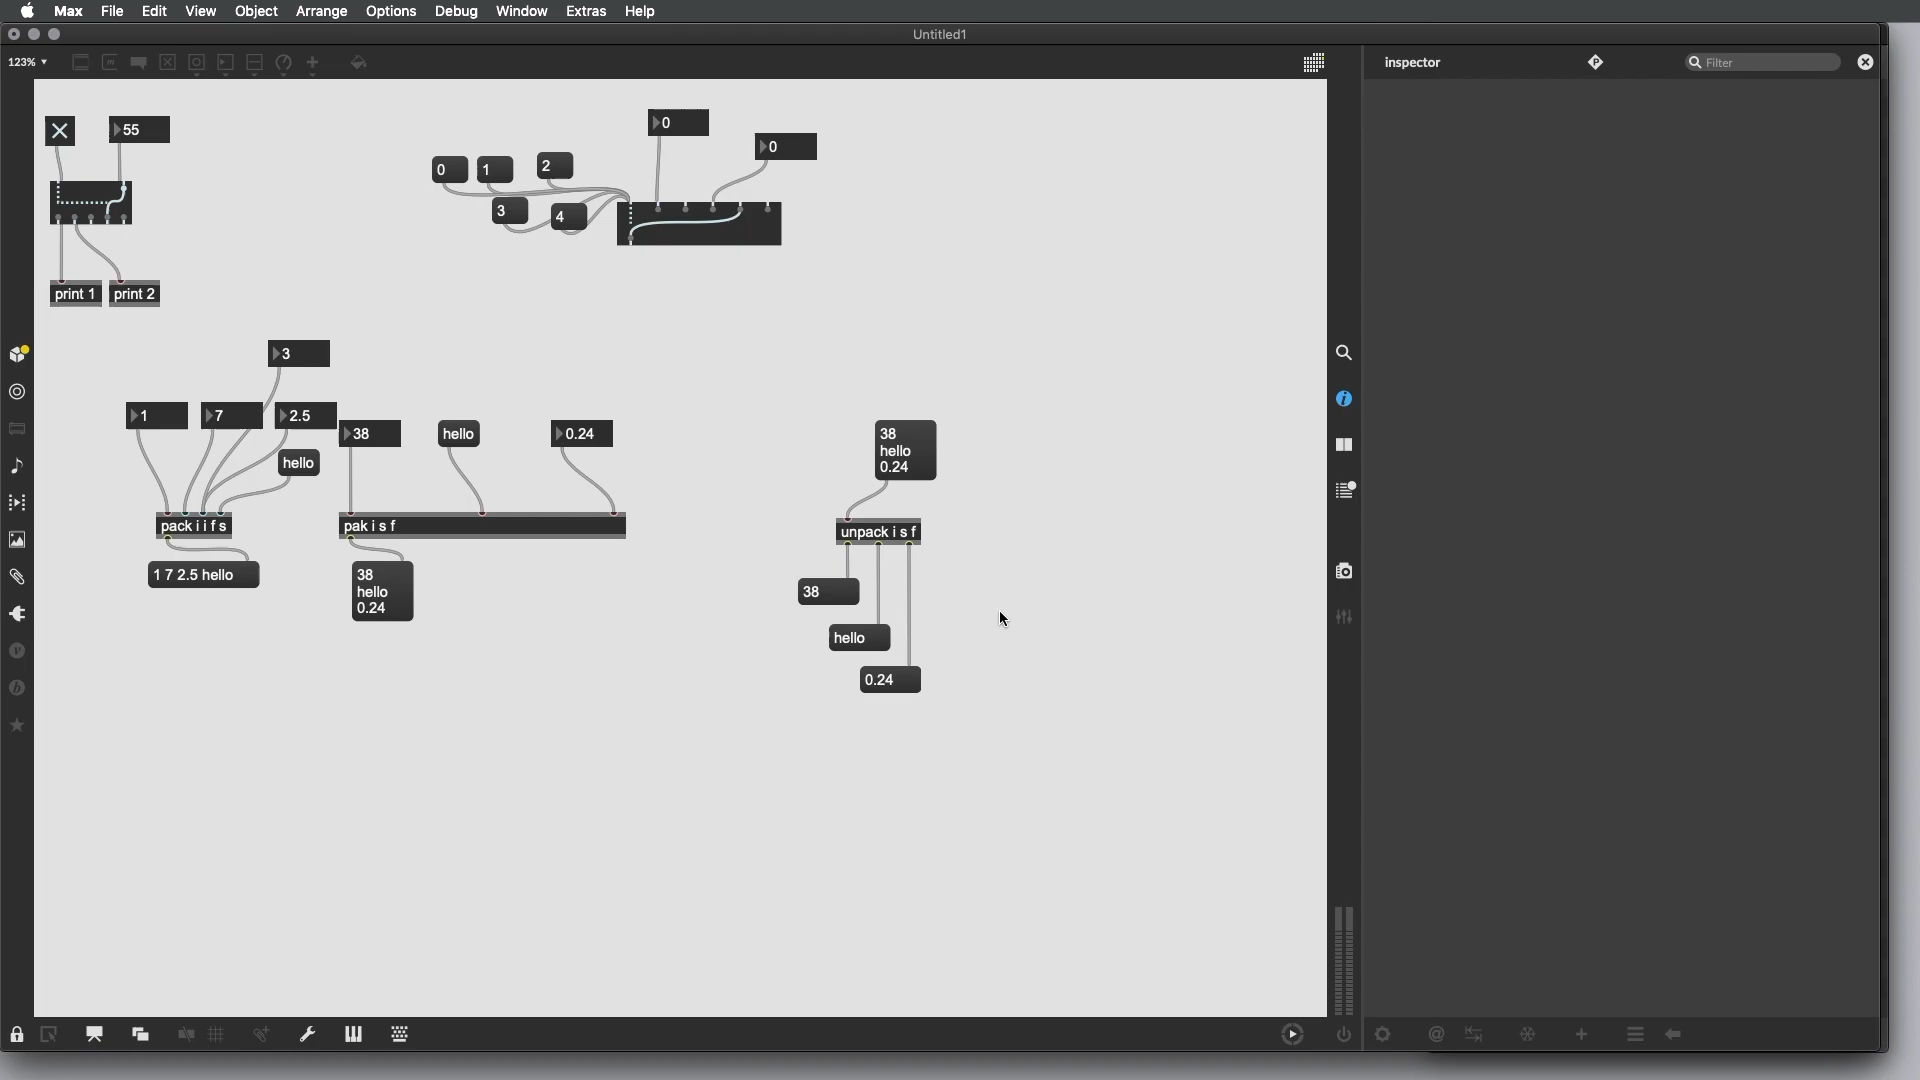 Max File Edit View Object Arrange Options Debug Window Extras Help
Untitled1
123%
inspector
Filter
55
0
0
0
1
2
3
4
print 1
print 2
3
1
7
2.5
38
hello
0.24
hello
pack i i f s
pak i s f
1 7 2.5 hello
38
hello
0.24
38
hello
0.24
unpack i s f
38
hello
0.24